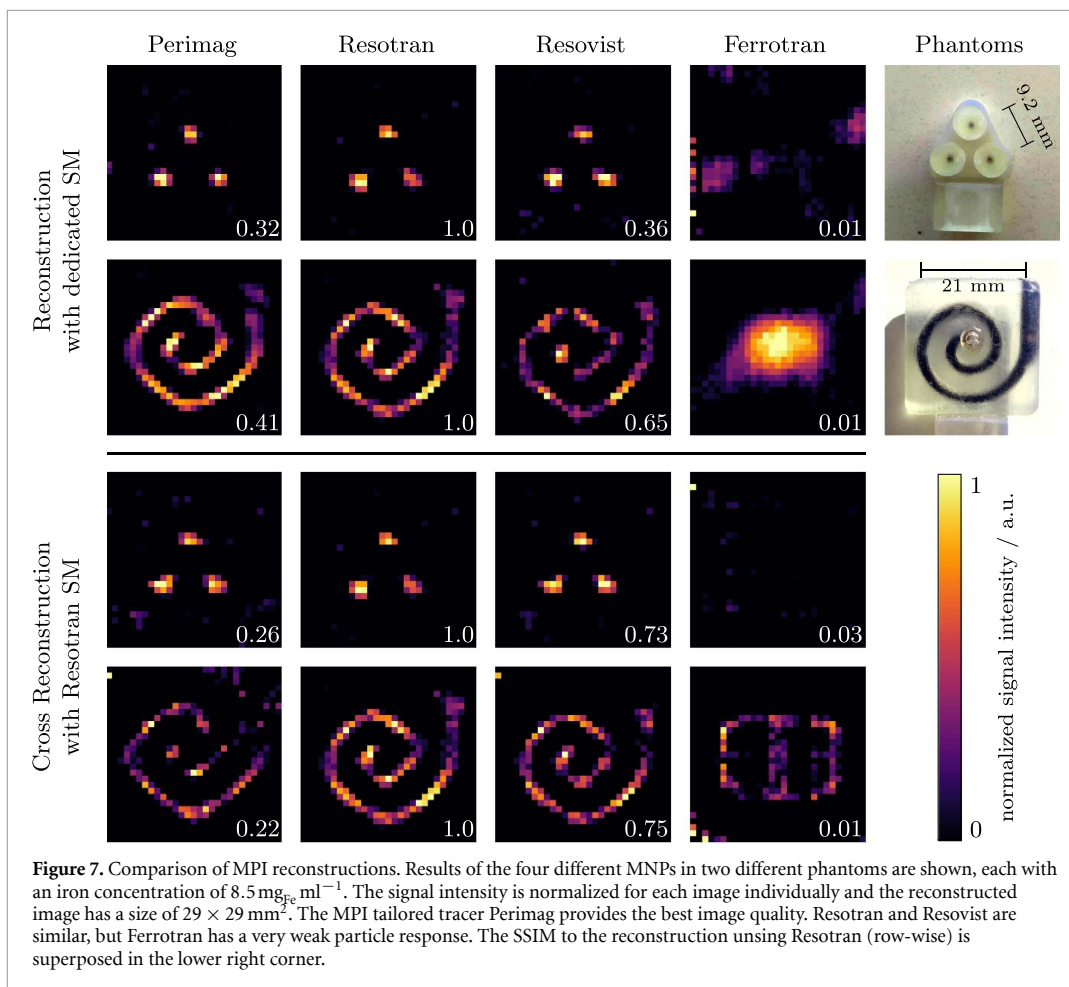 Perimag Resotran Resovist Ferrotran Phantoms
Reconstruction
with dedicated SM
0.32 1.0 0.36 0.01
9.2 mm
0.41 1.0 0.65 0.01
21 mm
Cross Reconstruction
with Resotran SM
0.26 1.0 0.73 0.03
0.22 1.0 0.75 0.01
1
normalized signal intensity / a.u.
0
Figure 7. Comparison of MPI reconstructions. Results of the four different MNPs in two different phantoms are shown, each with
an iron concentration of 8.5 mg_Fe ml⁻¹. The signal intensity is normalized for each image individually and the reconstructed
image has a size of 29 × 29 mm². The MPI tailored tracer Perimag provides the best image quality. Resotran and Resovist are
similar, but Ferrotran has a very weak particle response. The SSIM to the reconstruction unsing Resotran (row-wise) is
superposed in the lower right corner.